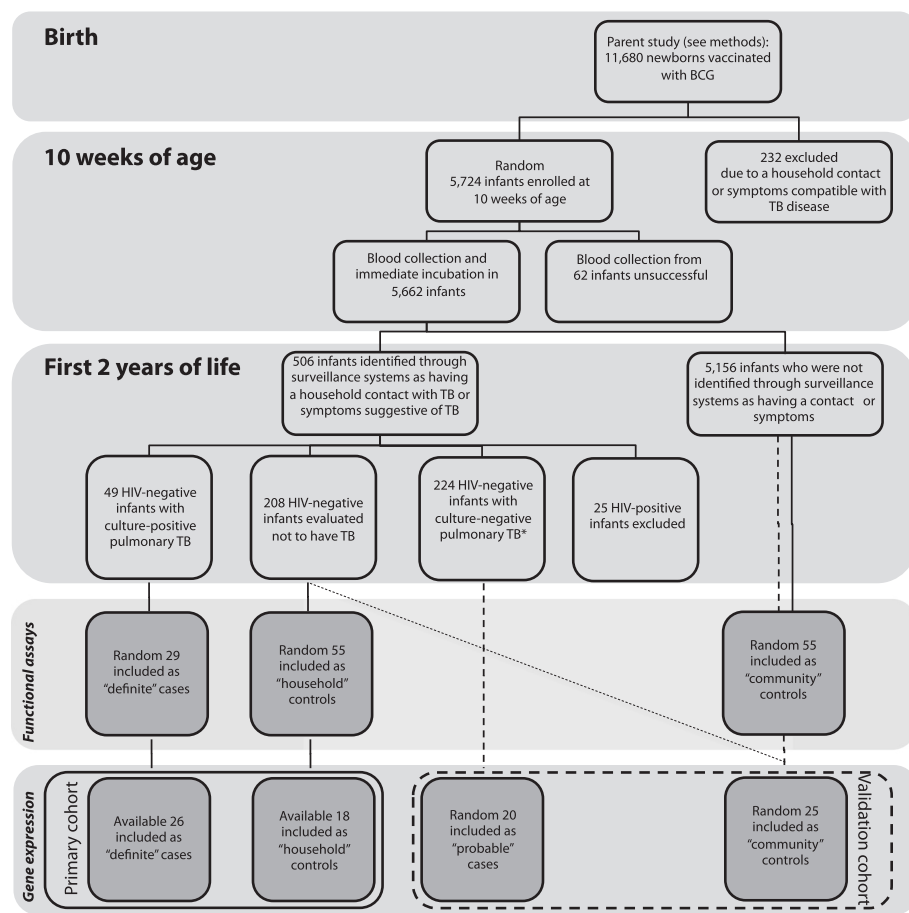 Birth
Parent study (see methods):
11,680 newborns vaccinated
with BCG
10 weeks of age
Random
5,724 infants enrolled at
10 weeks of age
232 excluded
due to a household contact
or symptoms compatible with
TB disease
Blood collection and
immediate incubation in
5,662 infants
Blood collection from
62 infants unsuccessful
First 2 years of life
506 infants identified through
surveillance systems as having
a household contact with TB or
symptoms suggestive of TB
5,156 infants who were not
identified through surveillance
systems as having a contact or
symptoms
49 HIV-negative
infants with
culture-positive
pulmonary TB
208 HIV-negative
infants evaluated
not to have TB
224 HIV-negative
infants with
culture-negative
pulmonary TB*
25 HIV-positive
infants excluded
Functional assays
Random 29
included as
“definite” cases
Random 55
included as
“household”
controls
Random 55
included as
“community”
controls
Gene expression
Primary cohort
Available 26
included as
“definite” cases
Available 18
included as
“household”
controls
Random 20
included as
“probable”
cases
Random 25
included as
“community”
controls
Validation cohort